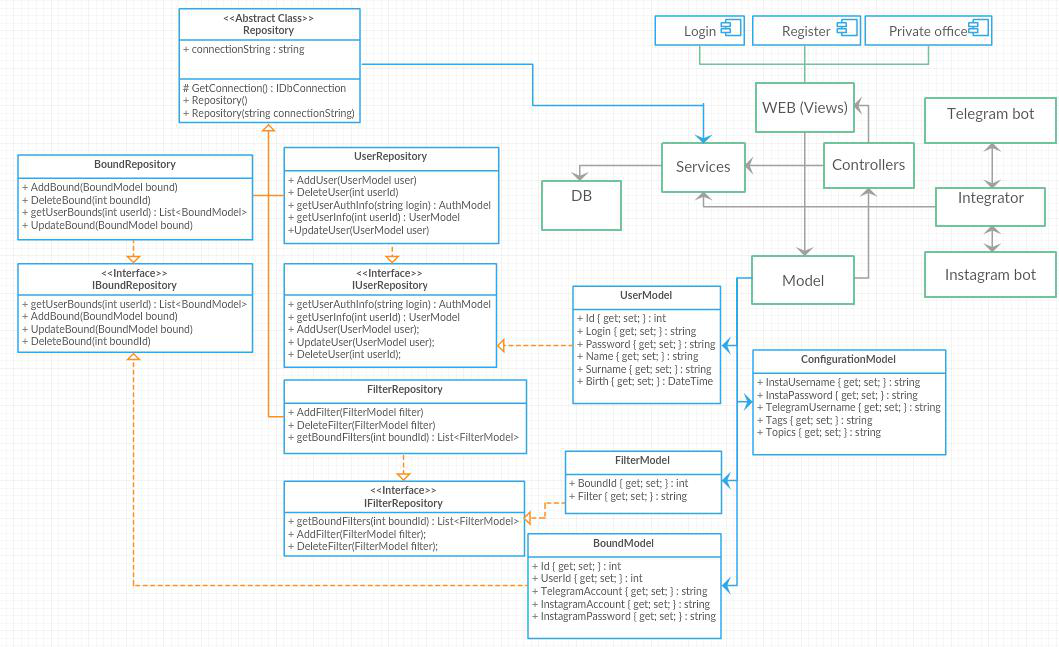 <<Abstract Class>>
Repository
+ connectionString : string
# GetConnection() : IDbConnection
+ Repository()
+ Repository(string connectionString)
Login
Register
Private office
WEB (Views)
Telegram bot
Services
Controllers
DB
Integrator
Model
Instagram bot
BoundRepository
+ AddBound(BoundModel bound)
+ DeleteBound(int boundId)
+ getUserBounds(int userId) : List<BoundModel>
+ UpdateBound(BoundModel bound)
UserRepository
+ AddUser(UserModel user)
+ DeleteUser(int userId)
+ getUserAuthInfo(string login) : AuthModel
+ getUserInfo(int userId) : UserModel
+UpdateUser(UserModel user)
<<Interface>>
IBoundRepository
+ getUserBounds(int userId) : List<BoundModel>
+ AddBound(BoundModel bound)
+ UpdateBound(BoundModel bound)
+ DeleteBound(int boundId)
<<Interface>>
IUserRepository
+ getUserAuthInfo(string login) : AuthModel
+ getUserInfo(int userId) : UserModel
+ AddUser(UserModel user);
+ UpdateUser(UserModel user);
+ DeleteUser(int userId);
UserModel
+ Id { get; set; } : int
+ Login { get; set; } : string
+ Password { get; set; } : string
+ Name { get; set; } : string
+ Surname { get; set; } : string
+ Birth { get; set; } : DateTime
ConfigurationModel
+ InstaUsername { get; set; } : string
+ InstaPassword { get; set; } : string
+ TelegramUsername { get; set; } : string
+ Tags { get; set; } : string
+ Topics { get; set; } : string
FilterRepository
+ AddFilter(FilterModel filter)
+ DeleteFilter(FilterModel filter)
+ getBoundFilters(int boundId) : List<FilterModel>
FilterModel
+ BoundId { get; set; } : int
+ Filter { get; set; } : string
<<Interface>>
IFilterRepository
+ getBoundFilters(int boundId) : List<FilterModel>
+ AddFilter(FilterModel filter);
+ DeleteFilter(FilterModel filter);
BoundModel
+ Id { get; set; } : int
+ UserId { get; set; } : int
+ TelegramAccount { get; set; } : string
+ InstagramAccount { get; set; } : string
+ InstagramPassword { get; set; } : string